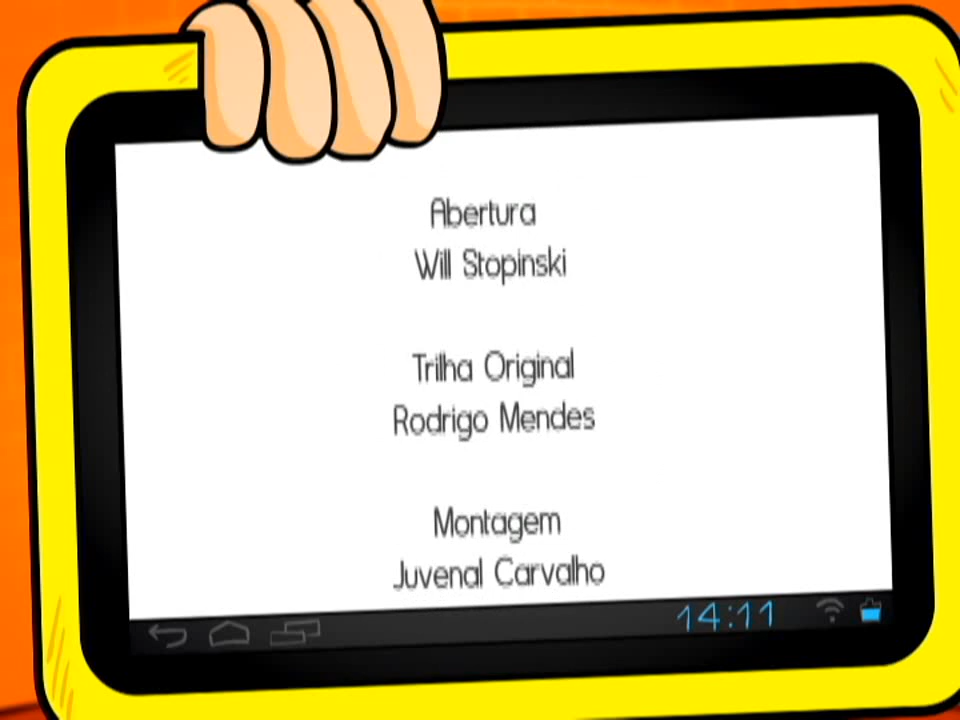 Abertura
Will Stopinski
Trilha Original
Rodrigo Mendes
Montagem
Juvenal Carvalho
14:11